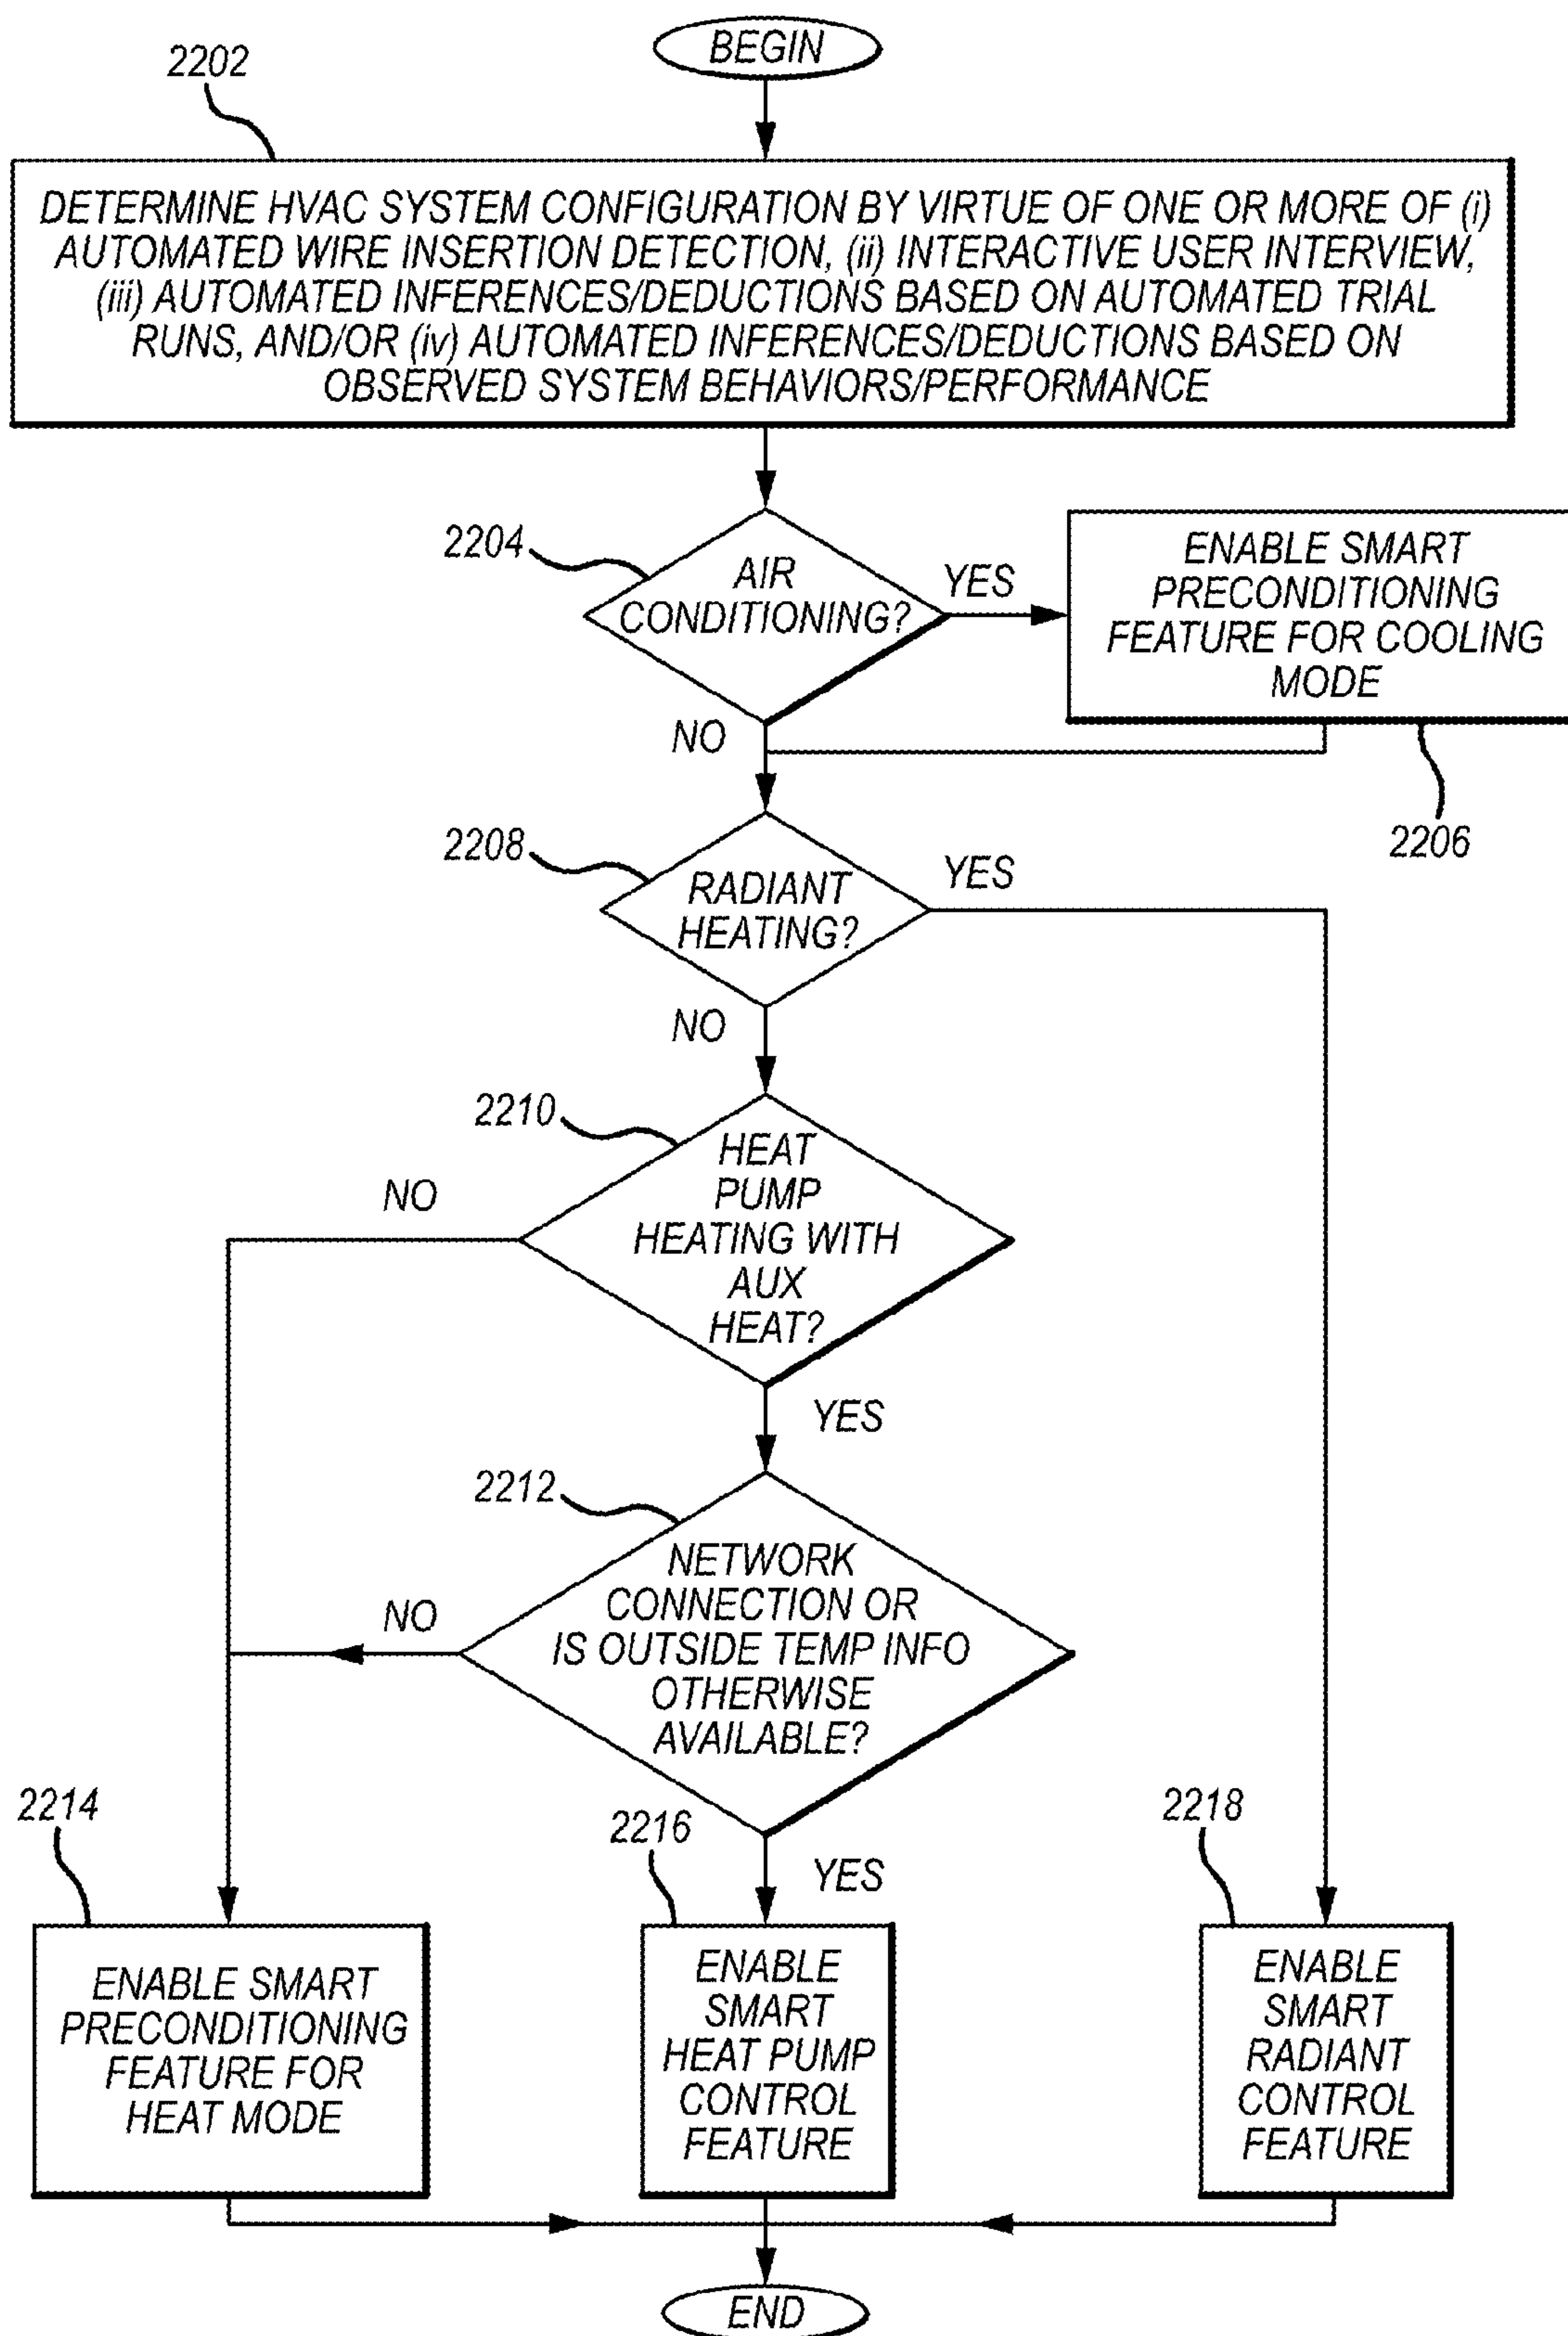 BEGIN
2202
DETERMINE HVAC SYSTEM CONFIGURATION BY VIRTUE OF ONE OR MORE OF (i)
AUTOMATED WIRE INSERTION DETECTION, (ii) INTERACTIVE USER INTERVIEW,
(iii) AUTOMATED INFERENCES/DEDUCTIONS BASED ON AUTOMATED TRIAL
RUNS, AND/OR (iv) AUTOMATED INFERENCES/DEDUCTIONS BASED ON
OBSERVED SYSTEM BEHAVIORS/PERFORMANCE
2204
AIR
CONDITIONING?
YES
ENABLE SMART
PRECONDITIONING
FEATURE FOR COOLING
MODE
NO
2206
2208
RADIANT
HEATING?
YES
NO
2210
HEAT
PUMP
HEATING WITH
AUX
HEAT?
NO
YES
2212
NETWORK
CONNECTION OR
IS OUTSIDE TEMP INFO
OTHERWISE
AVAILABLE?
NO
YES
2214
ENABLE SMART
PRECONDITIONING
FEATURE FOR
HEAT MODE
2216
ENABLE
SMART
HEAT PUMP
CONTROL
FEATURE
2218
ENABLE
SMART
RADIANT
CONTROL
FEATURE
END